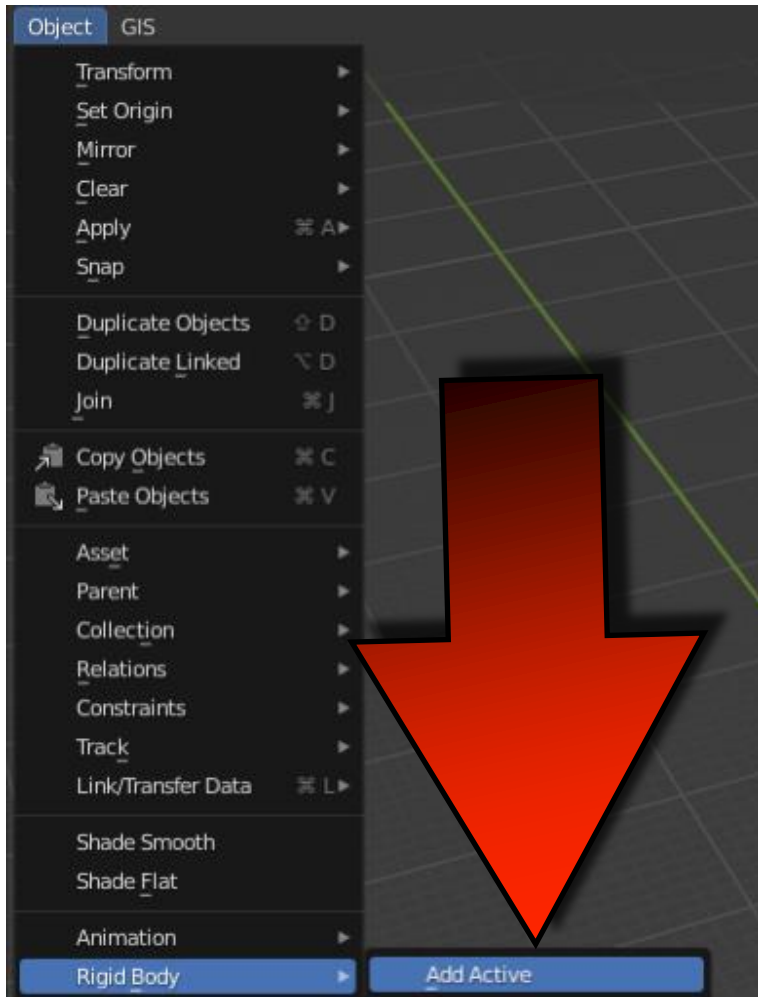 Object GIS
Transform
Set Origin
Mirror
Clear
Apply ⌘ A
Snap
Duplicate Objects ⇧ D
Duplicate Linked ⌥ D
Join ⌘ J
Copy Objects ⌘ C
Paste Objects ⌘ V
Asset
Parent
Collection
Relations
Constraints
Track
Link/Transfer Data ⌘ L
Shade Smooth
Shade Flat
Animation
Rigid Body Add Active